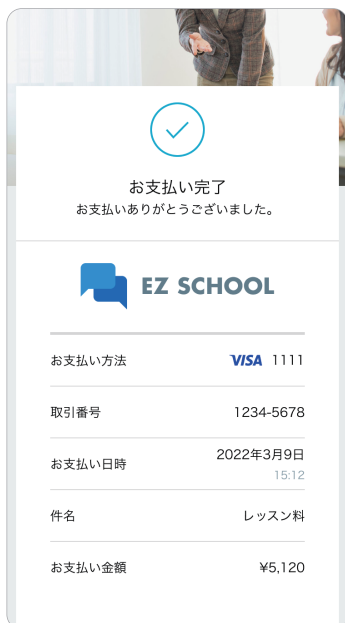 お支払い完了
お支払いありがとうございました。
EZ SCHOOL
お支払い方法 VISA 1111
取引番号 1234-5678
お支払い日時 2022年3月9日
15:12
件名 レッスン料
お支払い金額 ¥5,120